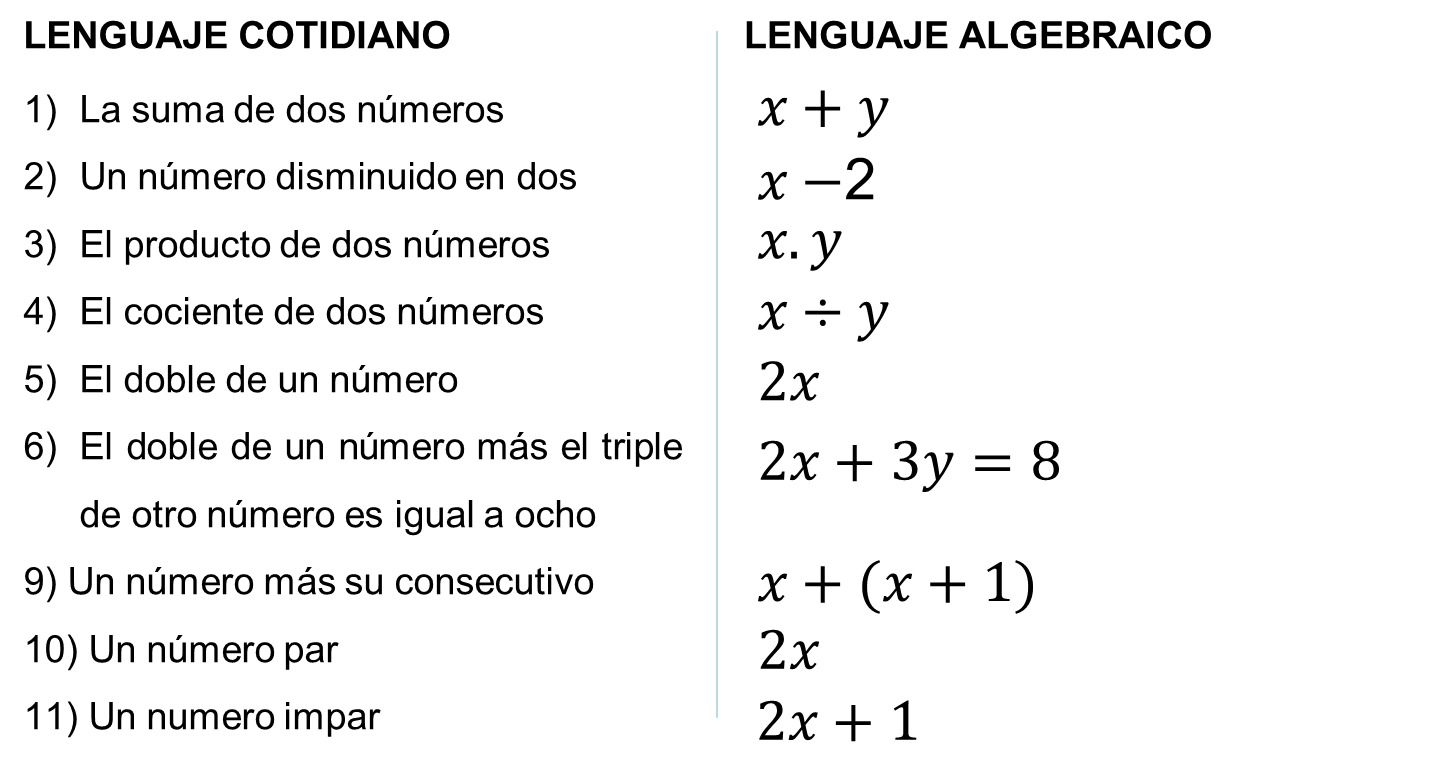 LENGUAJE COTIDIANO LENGUAJE ALGEBRAICO
1) La suma de dos números x + y
2) Un número disminuido en dos x −2
3) El producto de dos números x. y
4) El cociente de dos números x ÷ y
5) El doble de un número 2x
6) El doble de un número más el triple 2x + 3y = 8
de otro número es igual a ocho
9) Un número más su consecutivo x + (x + 1)
10) Un número par 2x
11) Un numero impar 2x + 1